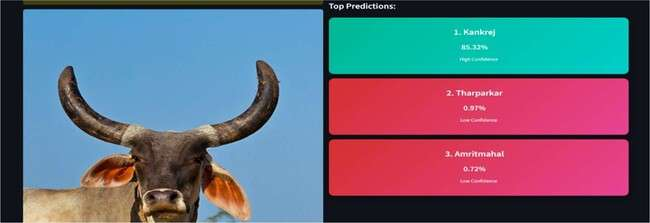 Top Predictions:
1. Kankrej
85.32%
High Confidence
2. Tharparkar
0.97%
Low Confidence
3. Amritmahal
0.72%
Low Confidence